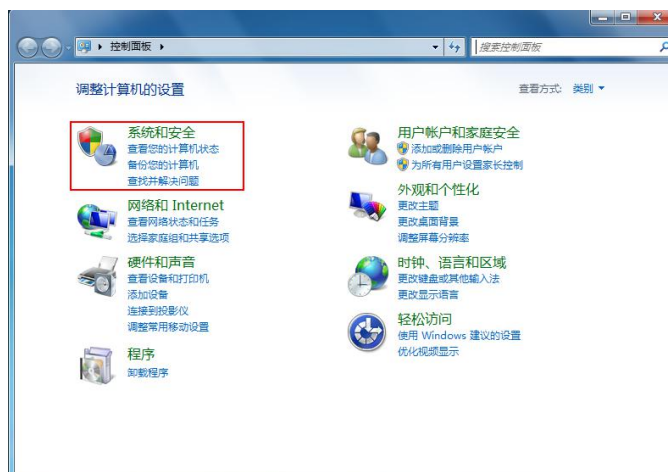 控制面板
搜索控制面板
调整计算机的设置
查看方式: 类别
系统和安全
查看您的计算机状态
备份您的计算机
查找并解决问题
网络和 Internet
查看网络状态和任务
选择家庭组和共享选项
硬件和声音
查看设备和打印机
添加设备
连接到投影仪
调整常用移动设置
程序
卸载程序
用户帐户和家庭安全
添加或删除用户帐户
为所有用户设置家长控制
外观和个性化
更改主题
更改桌面背景
调整屏幕分辨率
时钟、语言和区域
更改键盘或其他输入法
更改显示语言
轻松访问
使用 Windows 建议的设置
优化视频显示